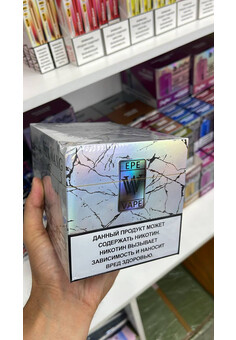 EPE
W
VAPE
ДАННЫЙ ПРОДУКТ МОЖЕТ
СОДЕРЖАТЬ НИКОТИН.
НИКОТИН ВЫЗЫВАЕТ
ЗАВИСИМОСТЬ И НАНОСИТ
ВРЕД ЗДОРОВЬЮ.